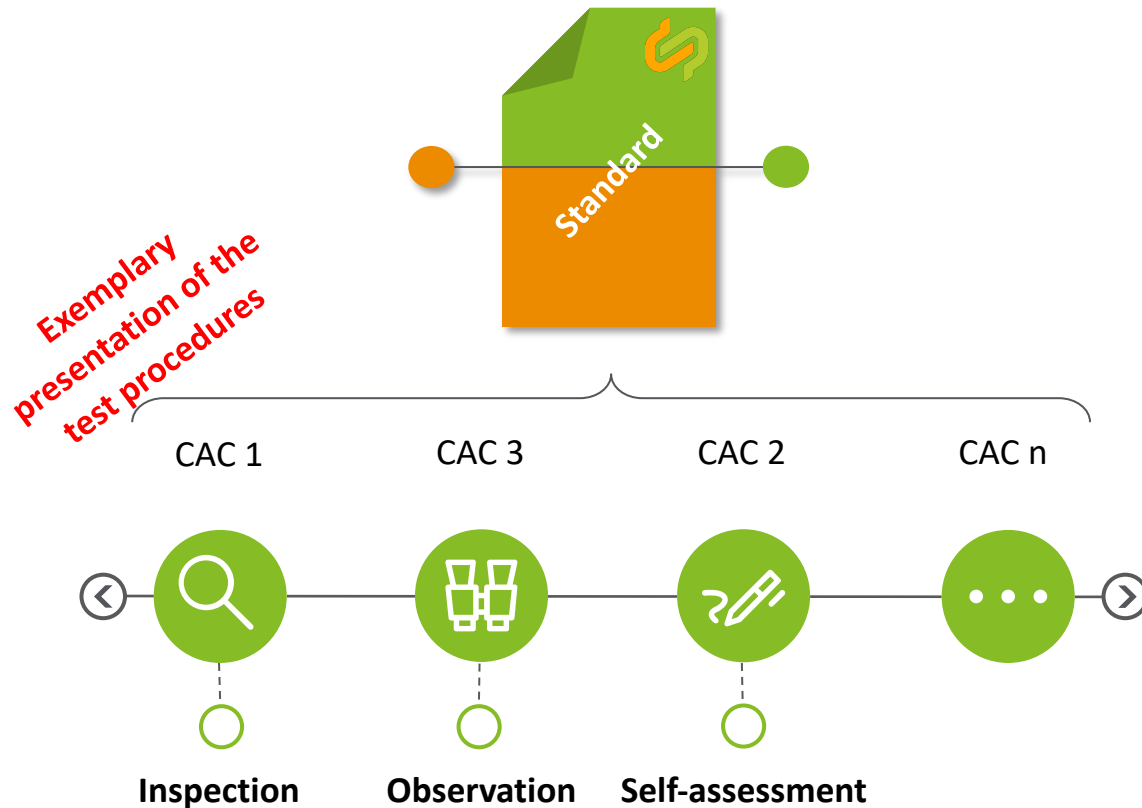 Standard
Exemplary
presentation of the
test procedures
CAC 1
CAC 3
CAC 2
CAC n
Inspection
Observation
Self-assessment